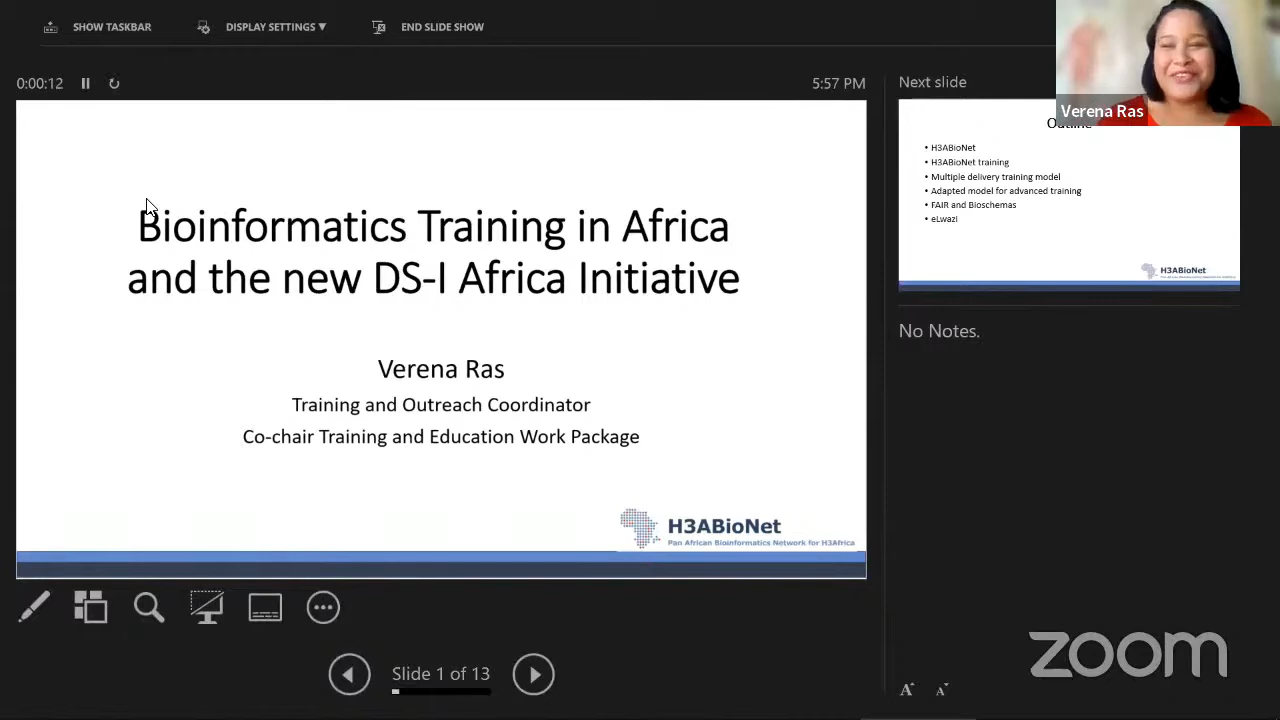 SHOW TASKBAR
DISPLAY SETTINGS ▼
END SLIDE SHOW
0:00:12
5:57 PM
Bioinformatics Training in Africa
and the new DS-I Africa Initiative
Verena Ras
Training and Outreach Coordinator
Co-chair Training and Education Work Package
H3ABioNet
Pan African Bioinformatics Network for H3Africa
Slide 1 of 13
Next slide
Verena Ras
Outline
• H3ABioNet
• H3ABioNet training
• Multiple delivery training model
• Adapted model for advanced training
• FAIR and Bioschemas
• eLwazi
H3ABioNet
No Notes.
zoom
A A